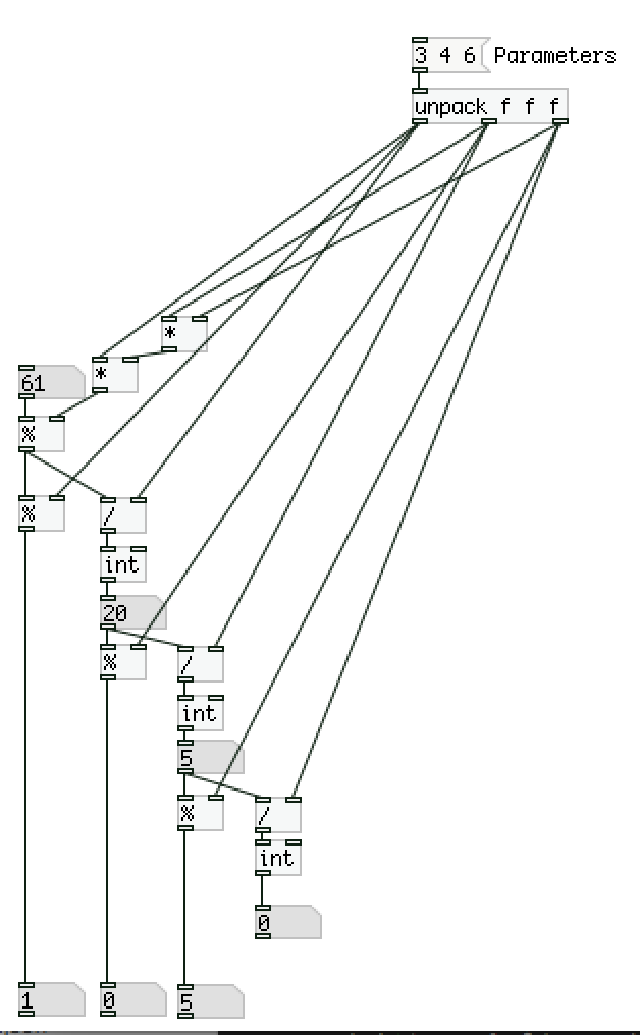 3 4 6 Parameters
unpack f f f
*
*
61
%
% /
int
20
% /
int
5
% /
int
0
1 0 5